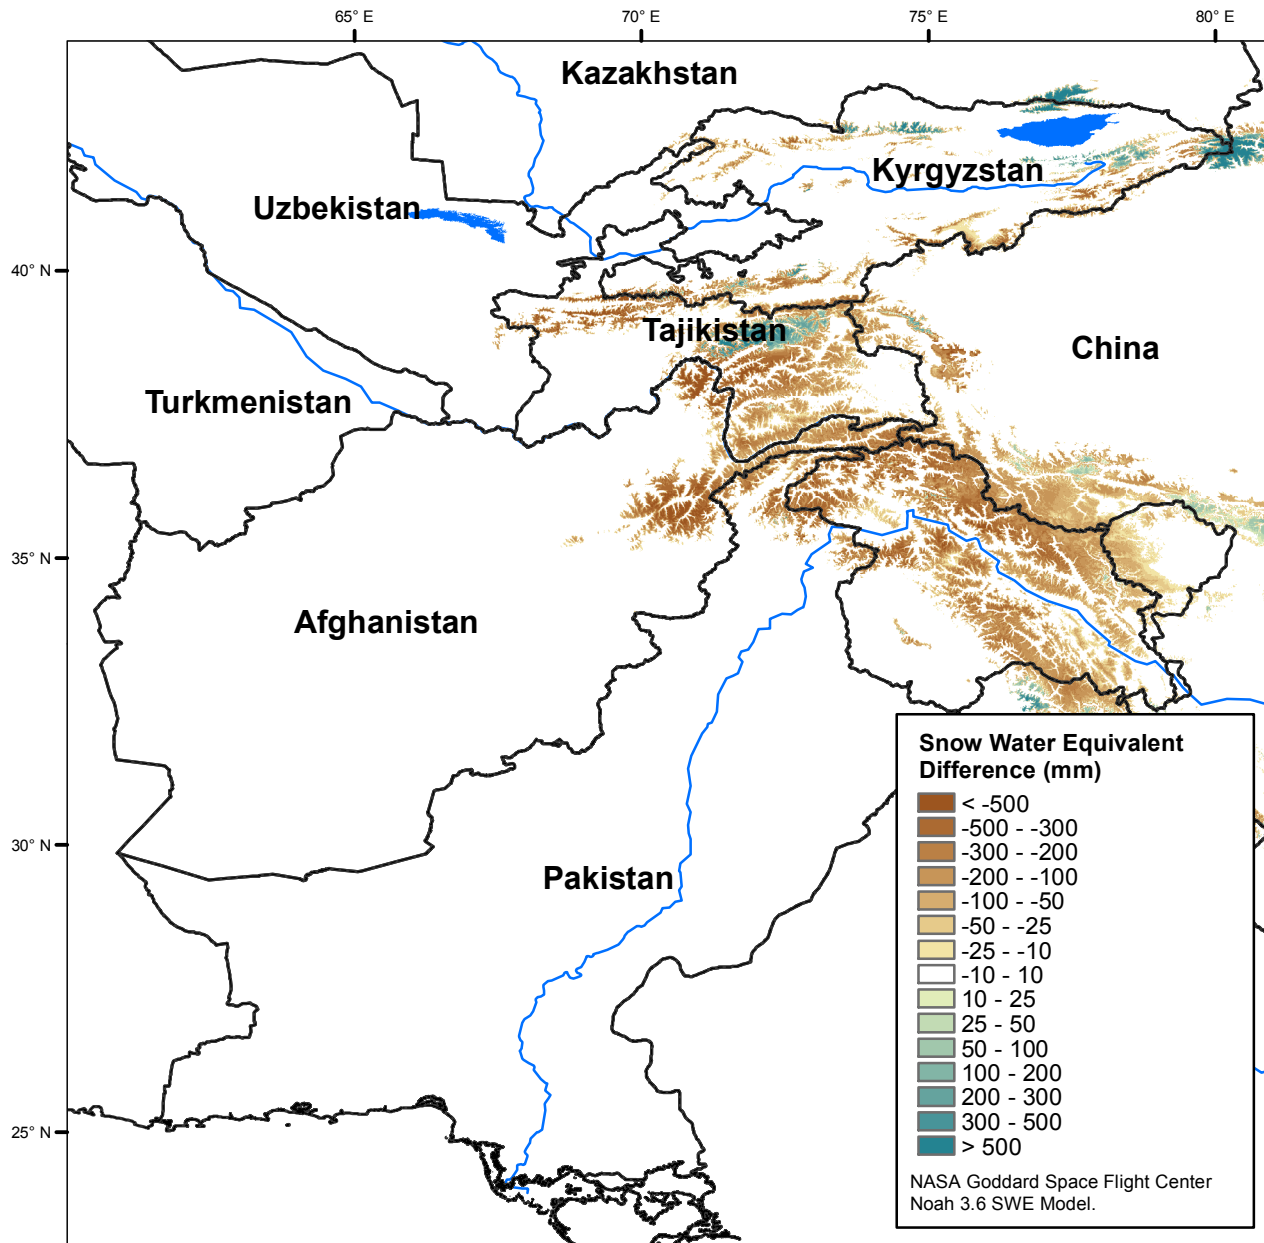 65° E
70° E
75° E
80° E
Kazakhstan
Kyrgyzstan
Uzbekistan
40° N
Tajikistan
China
Turkmenistan
35° N
Afghanistan
Snow Water Equivalent
Difference (mm)
< -500
-500 - -300
-300 - -200
-200 - -100
-100 - -50
-50 - -25
-25 - -10
-10 - 10
10 - 25
25 - 50
50 - 100
100 - 200
200 - 300
300 - 500
> 500
NASA Goddard Space Flight Center
Noah 3.6 SWE Model.
30° N
Pakistan
25° N